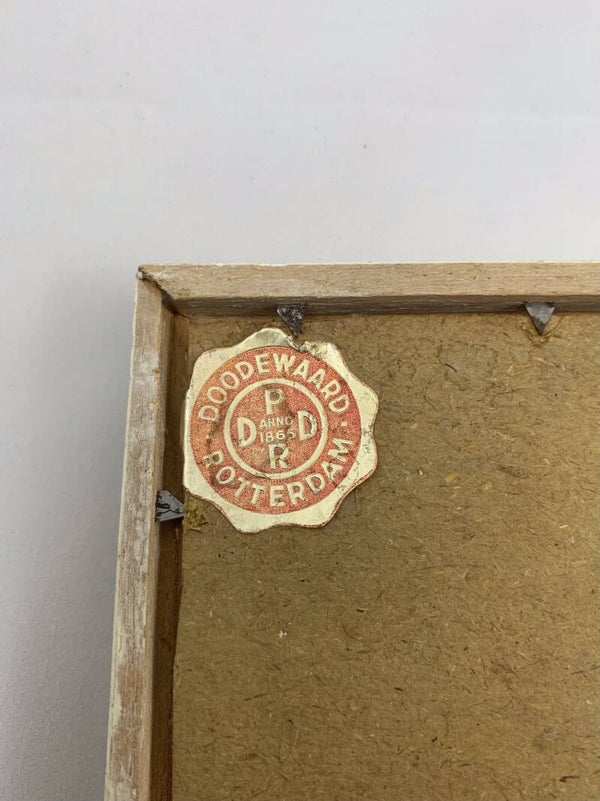 DOODEWAARD
P
D ANNO D
1865
R
ROTTERDAM